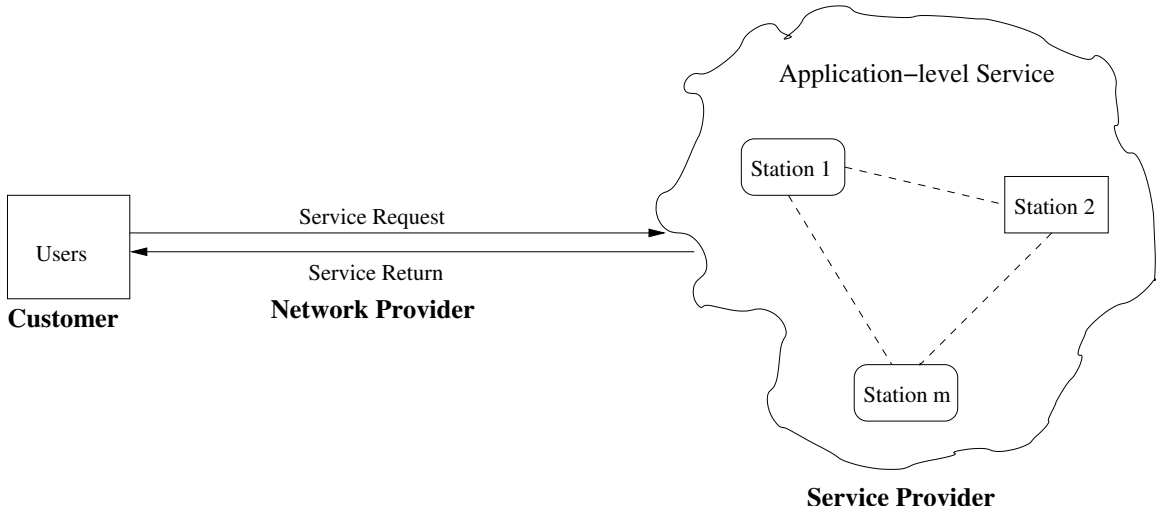 Application−level Service
Station 1
Station 2
Service Request
Users
Service Return
Network Provider
Customer
Station m
Service Provider